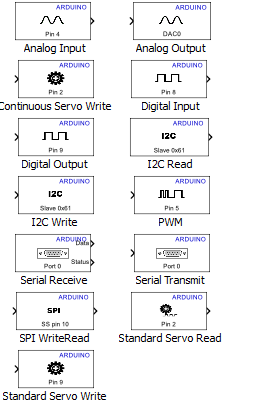 ARDUINO ARDUINO
Pin 4 DAC0
Analog Input Analog Output
ARDUINO ARDUINO
Pin 2 Pin 8
Continuous Servo Write Digital Input
ARDUINO ARDUINO
I2C
Pin 9 Slave 0x61
Digital Output I2C Read
ARDUINO ARDUINO
I2C
Slave 0x61 Pin 5
I2C Write PWM
ARDUINO ARDUINO
Data
Status
Port 0 Port 0
Serial Receive Serial Transmit
ARDUINO ARDUINO
SPI
SS pin 10 Pin 2
SPI WriteRead Standard Servo Read
ARDUINO
Pin 9
Standard Servo Write